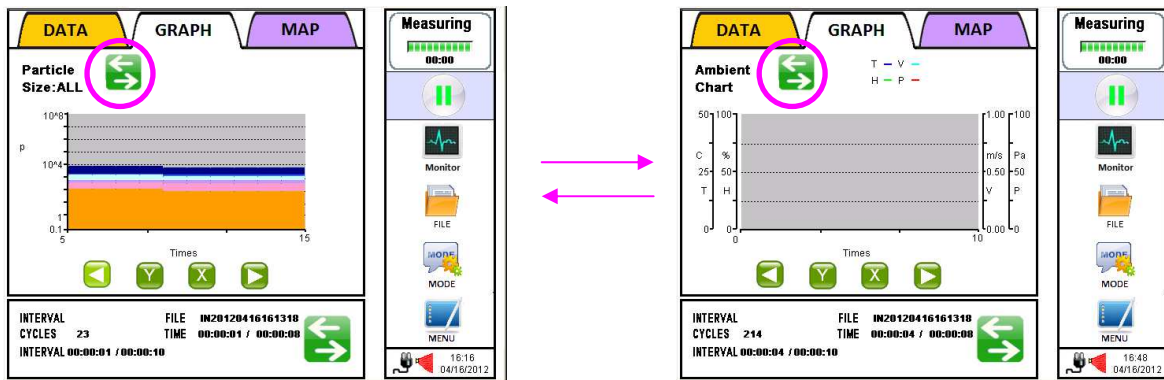 DATA GRAPH MAP
Particle
Size:ALL
10^8
p
10^4
1
0.1
5 15
Times
Y X
INTERVAL FILE IN20120416161318
CYCLES 23 TIME 00:00:01 / 00:00:08
INTERVAL 00:00:01 / 00:00:10
Measuring
00:00
Monitor
FILE
MODE
MODE
MENU
16:16
04/16/2012
DATA GRAPH MAP
Ambient
Chart
T V
H P
50 100 1.00 100
C % m/s Pa
25 50 0.50 50
T H V P
0 0 0.00 0
0 10
Times
Y X
INTERVAL FILE IN20120416161318
CYCLES 214 TIME 00:00:04 / 00:00:08
INTERVAL 00:00:04 / 00:00:10
Measuring
00:00
Monitor
FILE
MODE
MODE
MENU
16:48
04/16/2012